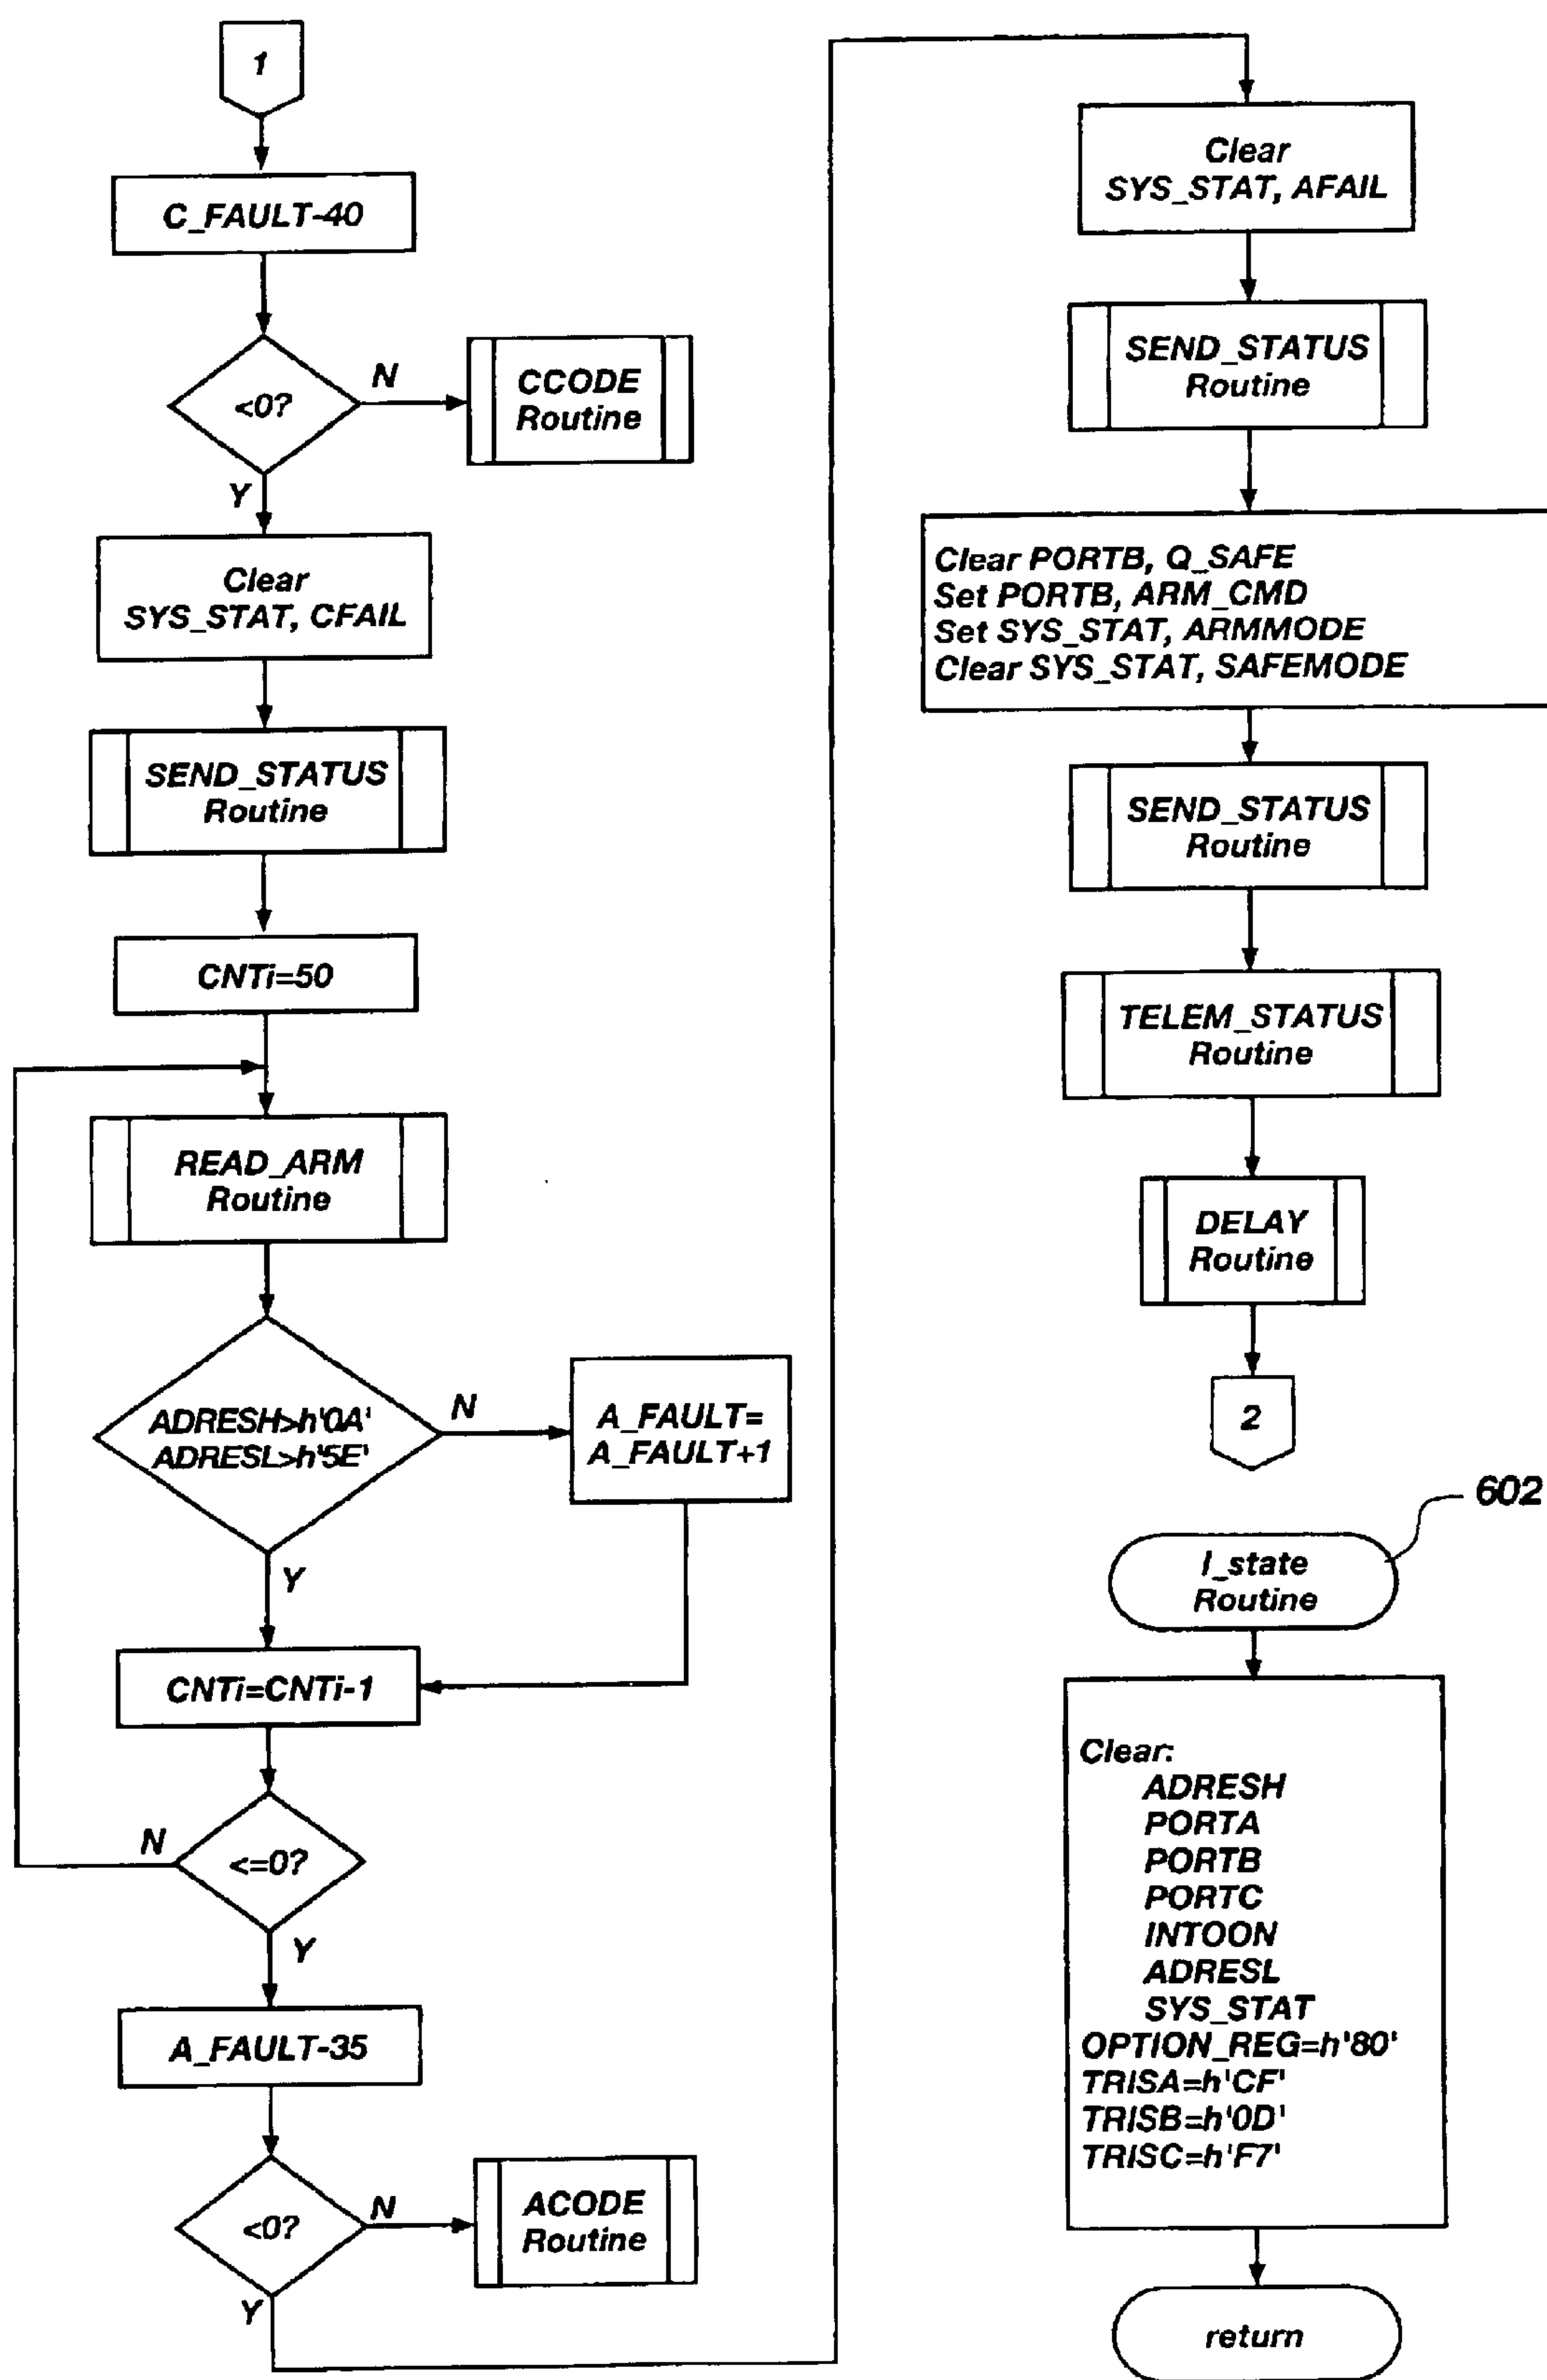 1
C_FAULT-40
<0?
N
CCODE
Routine
Y
Clear
SYS_STAT, CFAIL
SEND_STATUS
Routine
CNTi=50
READ_ARM
Routine
ADRESH>h'0A'
ADRESL>h'5E'
N
A_FAULT=
A_FAULT+1
Y
CNTi=CNTi-1
N
<=0?
Y
A_FAULT-35
<0?
N
ACODE
Routine
Y
Clear
SYS_STAT, AFAIL
SEND_STATUS
Routine
Clear PORTB, Q_SAFE
Set PORTB, ARM_CMD
Set SYS_STAT, ARMMODE
Clear SYS_STAT, SAFEMODE
SEND_STATUS
Routine
TELEM_STATUS
Routine
DELAY
Routine
2
602
I_state
Routine
Clear:
ADRESH
PORTA
PORTB
PORTC
INTOON
ADRESL
SYS_STAT
OPTION_REG=h'80'
TRISA=h'CF'
TRISB=h'0D'
TRISC=h'F7'
return